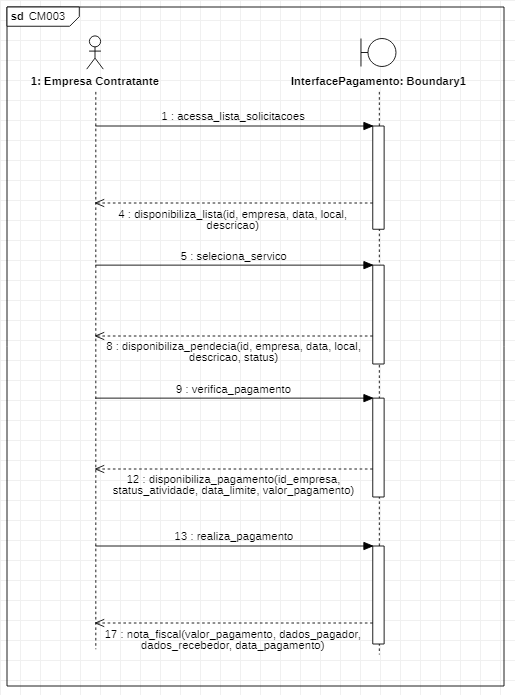 sd CM003
1: Empresa Contratante
InterfacePagamento: Boundary1
1 : acessa_lista_solicitacoes
4 : disponibiliza_lista(id, empresa, data, local,
descricao)
5 : seleciona_servico
8 : disponibiliza_pendecia(id, empresa, data, local,
descricao, status)
9 : verifica_pagamento
12 : disponibiliza_pagamento(id_empresa,
status_atividade, data_limite, valor_pagamento)
13 : realiza_pagamento
17 : nota_fiscal(valor_pagamento, dados_pagador,
dados_recebedor, data_pagamento)